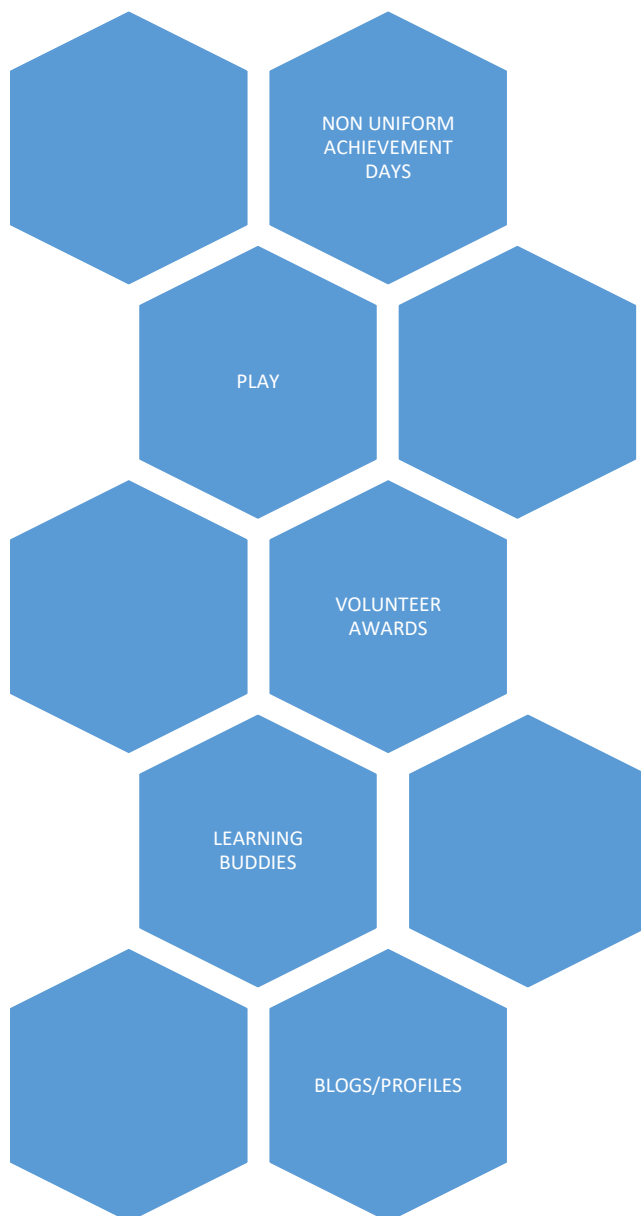 NON UNIFORM
ACHIEVEMENT
DAYS
PLAY
VOLUNTEER
AWARDS
LEARNING
BUDDIES
BLOGS/PROFILES